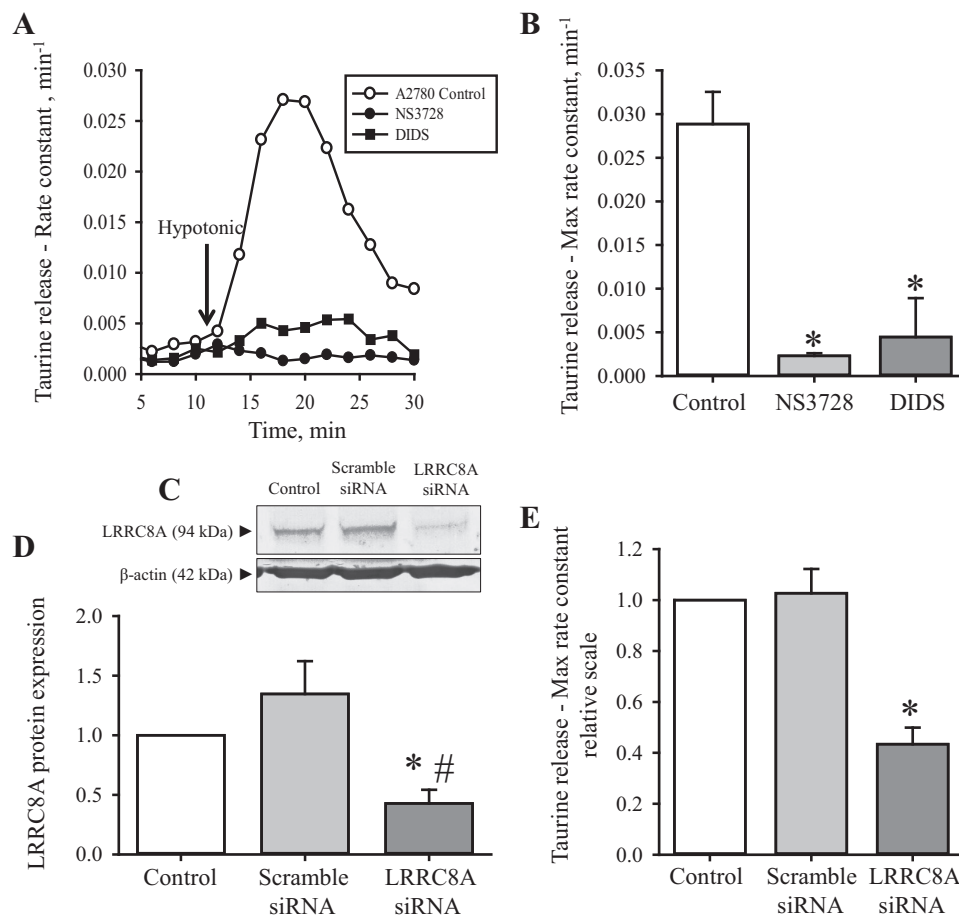 A
Taurine release - Rate constant , min-1
0.030
0.025
0.020
0.015
0.010
0.005
0.000
A2780 Control
NS3728
DIDS
Hypotonic
5 10 15 20 25 30
Time, min
B
Taurine release - Max rate constant, min-1
0.035
0.030
0.025
0.020
0.015
0.010
0.005
0.000
*
*
Control NS3728 DIDS
C
Control
Scramble
siRNA
LRRC8A
siRNA
LRRC8A (94 kDa)
β-actin (42 kDa)
D
LRRC8A protein expression
2.0
1.5
1.0
0.5
0.0
* #
Control Scramble LRRC8A
siRNA siRNA
E
Taurine release - Max rate constant
relative scale
1.2
1.0
0.8
0.6
0.4
0.2
0.0
*
Control Scramble LRRC8A
siRNA siRNA